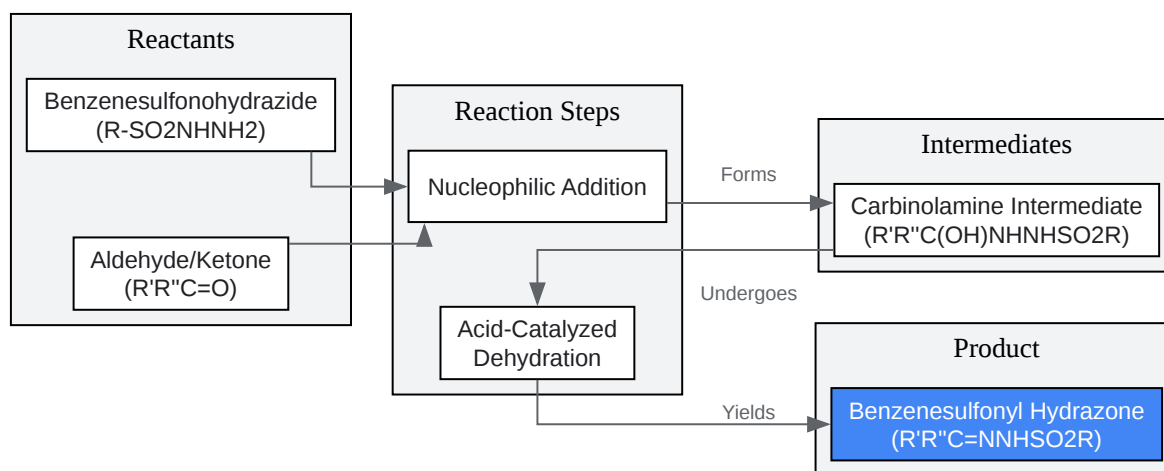 Reactants
Benzenesulfonohydrazide
(R-SO2NHNH2)
Aldehyde/Ketone
(R'R"C=O)
Reaction Steps
Nucleophilic Addition
Acid-Catalyzed
Dehydration
Forms
Undergoes
Yields
Intermediates
Carbinolamine Intermediate
(R'R"C(OH)NHNHSO2R)
Product
Benzenesulfonyl Hydrazone
(R'R"C=NNHSO2R)